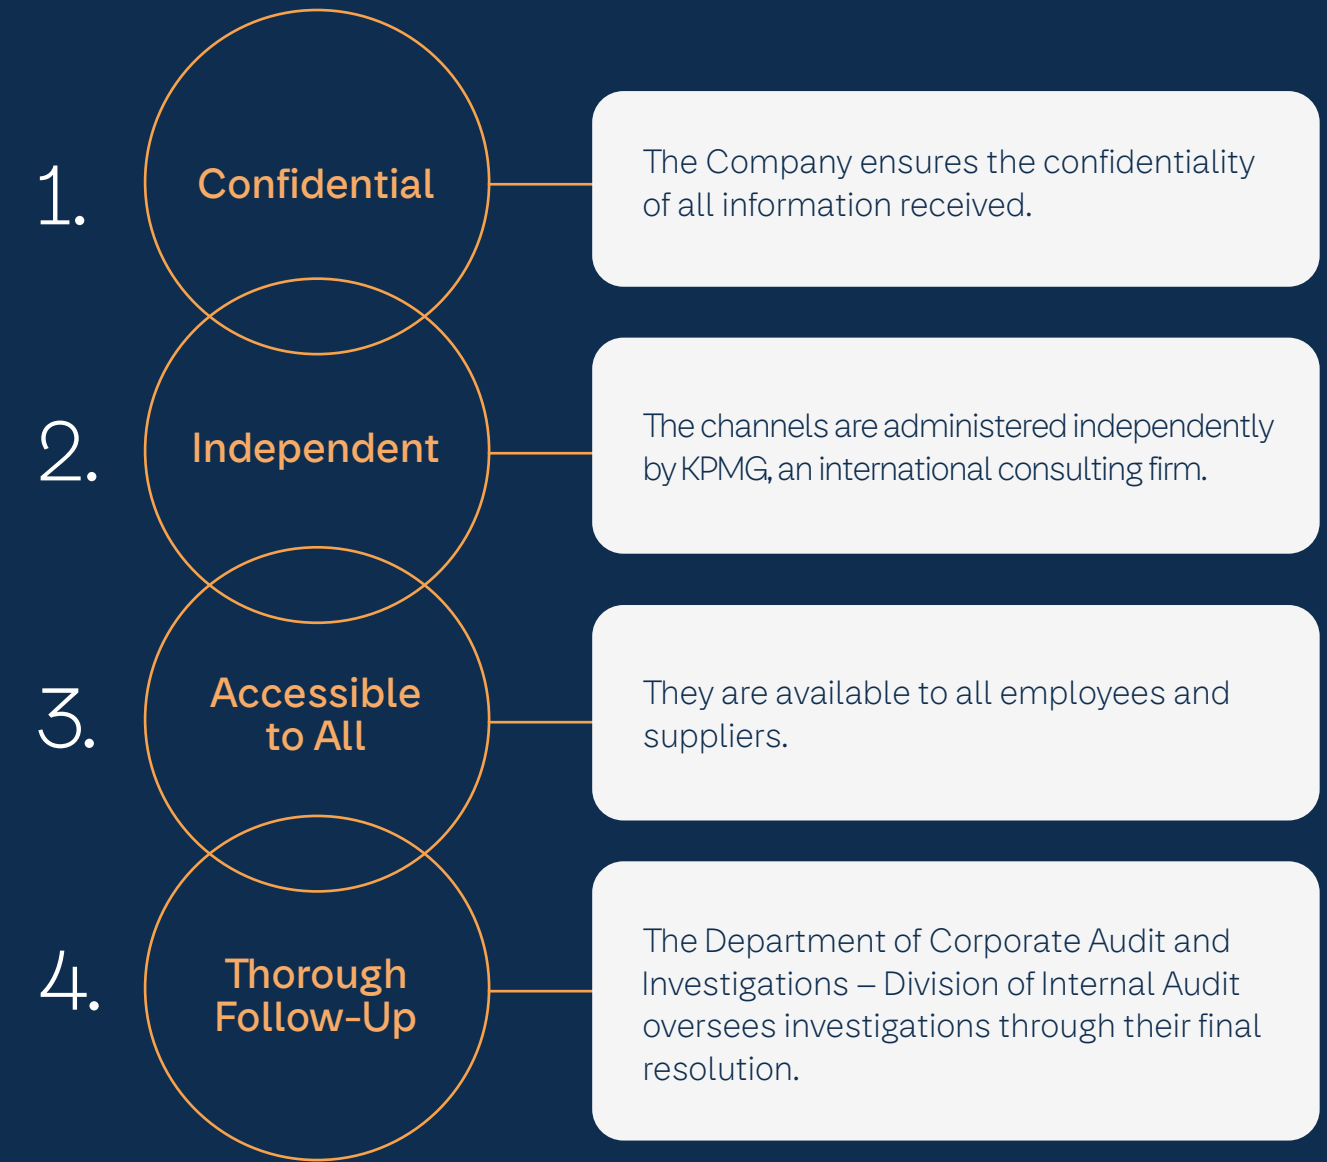 1.
Confidential
The Company ensures the confidentiality
of all information received.
2.
Independent
The channels are administered independently
by KPMG, an international consulting firm.
3.
Accessible
to All
They are available to all employees and
suppliers.
4.
Thorough
Follow-Up
The Department of Corporate Audit and
Investigations – Division of Internal Audit
oversees investigations through their final
resolution.